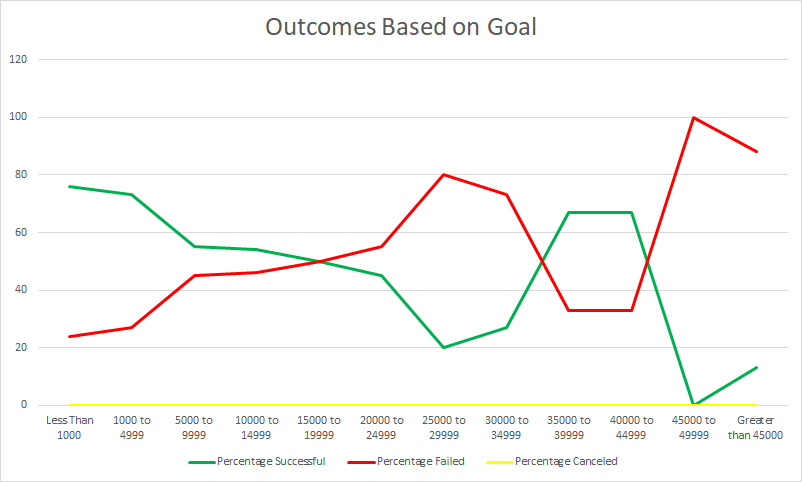 Outcomes Based on Goal
120
100
80
60
40
20
0
Less Than 1000 to 5000 to 10000 to 15000 to 20000 to 25000 to 30000 to 35000 to 40000 to 45000 to Greater
1000 4999 9999 14999 19999 24999 29999 34999 39999 44999 49999 than 45000
Percentage Successful Percentage Failed Percentage Canceled